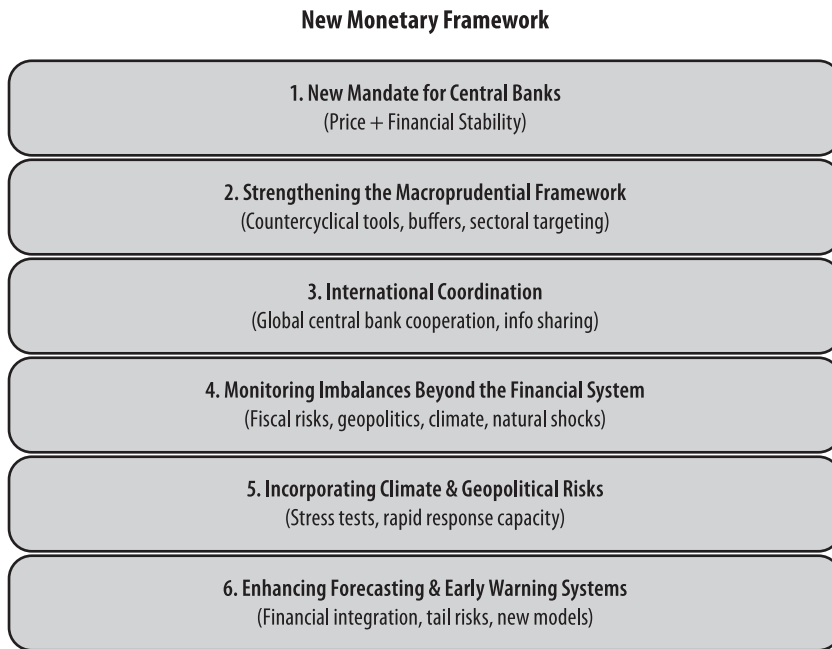 New Monetary Framework
1. New Mandate for Central Banks
(Price + Financial Stability)
2. Strengthening the Macroprudential Framework
(Countercyclical tools, buffers, sectoral targeting)
3. International Coordination
(Global central bank cooperation, info sharing)
4. Monitoring Imbalances Beyond the Financial System
(Fiscal risks, geopolitics, climate, natural shocks)
5. Incorporating Climate & Geopolitical Risks
(Stress tests, rapid response capacity)
6. Enhancing Forecasting & Early Warning Systems
(Financial integration, tail risks, new models)